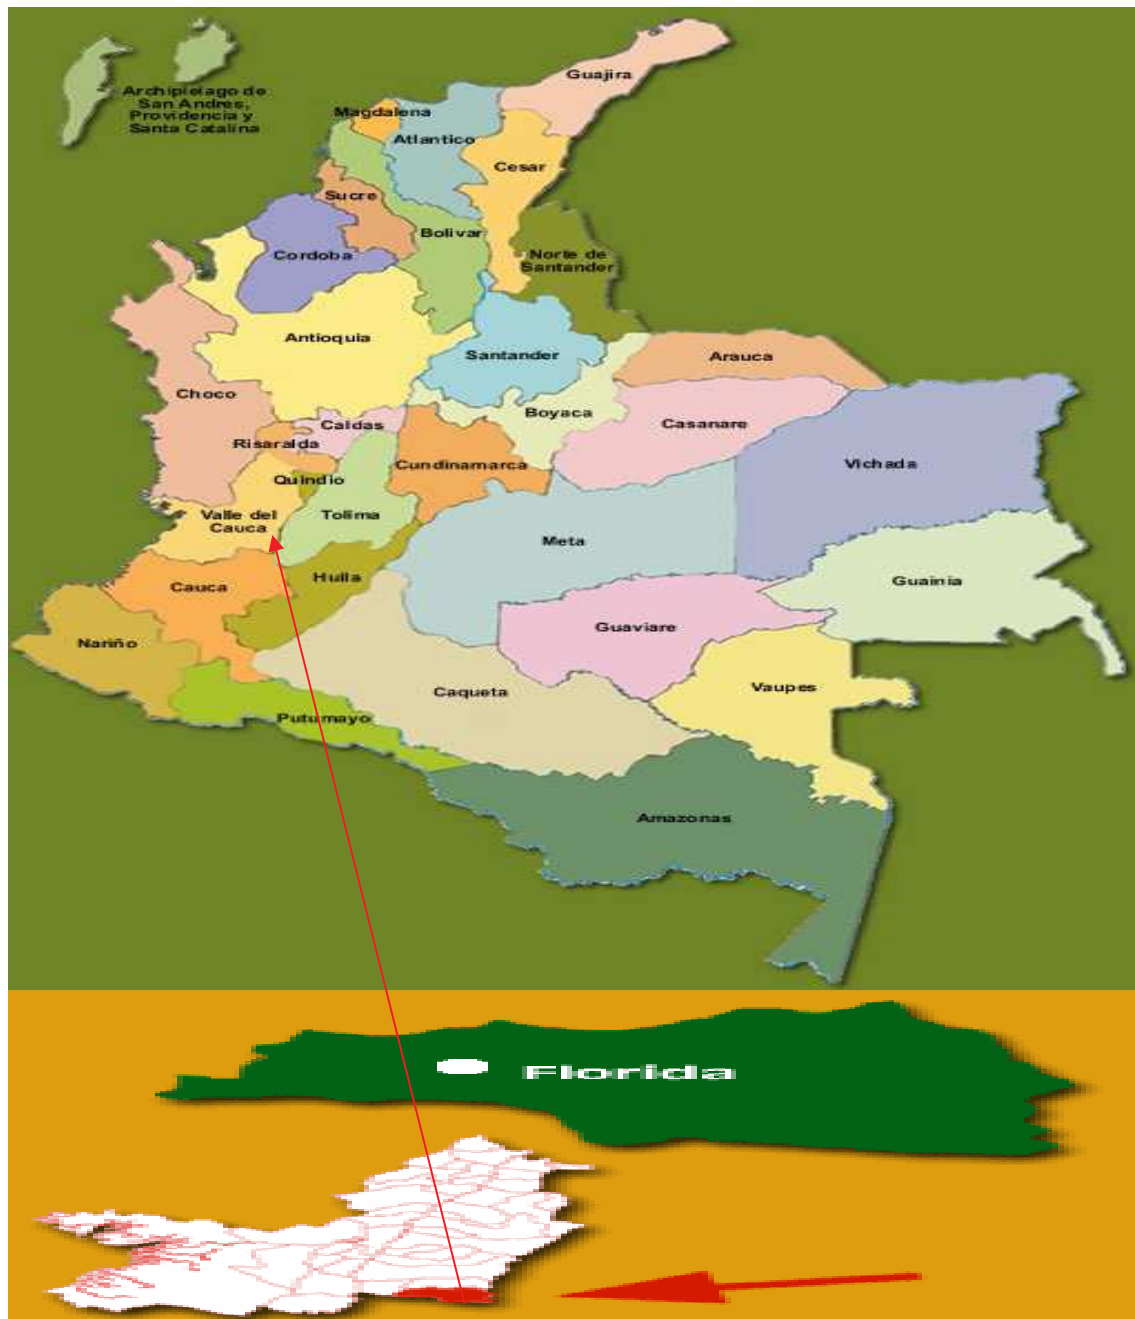 Guajira
Archipielago de
San Andres,
Providencia y
Santa Catalina
Magdalena
Atlantico
Cesar
Sucre
Bolivar
Cordoba
Norte de
Santander
Antioquia
Santander
Arauca
Choco
Boyaca
Caldas
Casanare
Risaralda
Cundinamarca
Vichada
Quindio
Valle del
Cauca
Tolima
Meta
Cauca
Huila
Guainia
Nariño
Guaviare
Caqueta
Vaupes
Putumayo
Amazonas
Florida